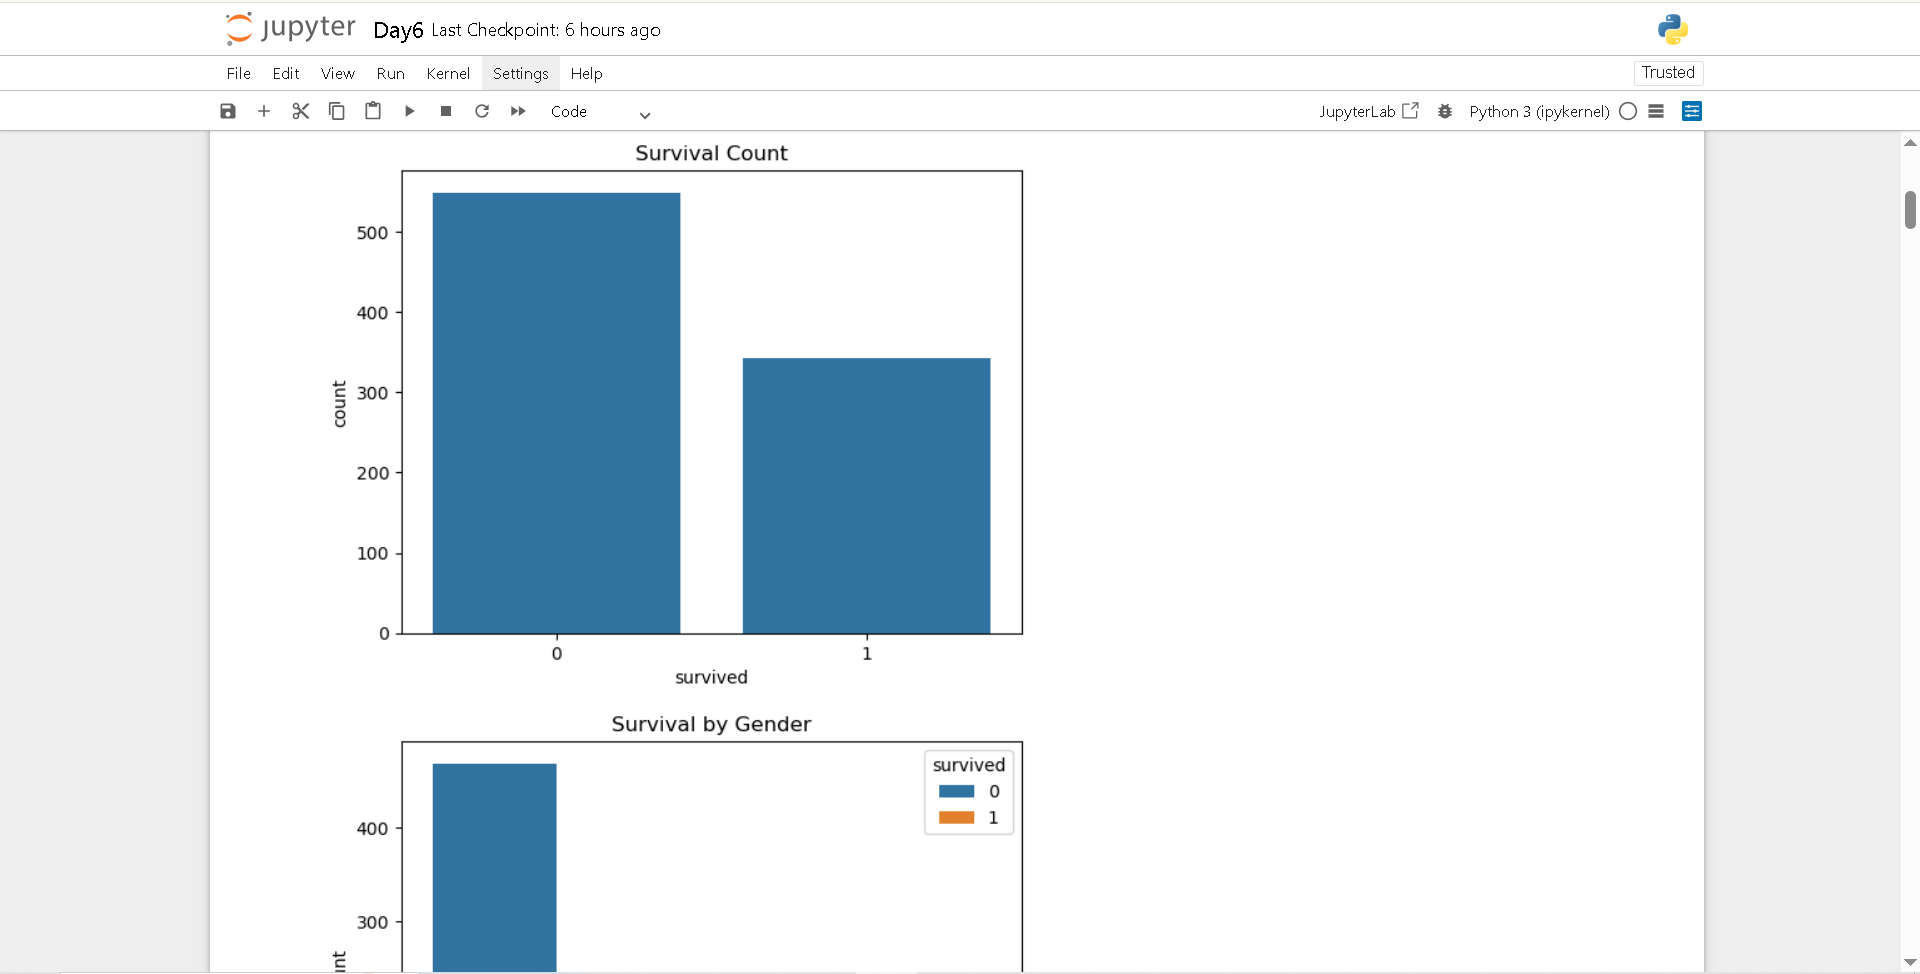 jupyter Day6 Last Checkpoint: 6 hours ago
File Edit View Run Kernel Settings Help Trusted
Code JupyterLab Python 3 (ipykernel)
Survival Count
500
400
300
200
100
0
count
0 1
survived
Survival by Gender
survived
0
1
400
300
nt